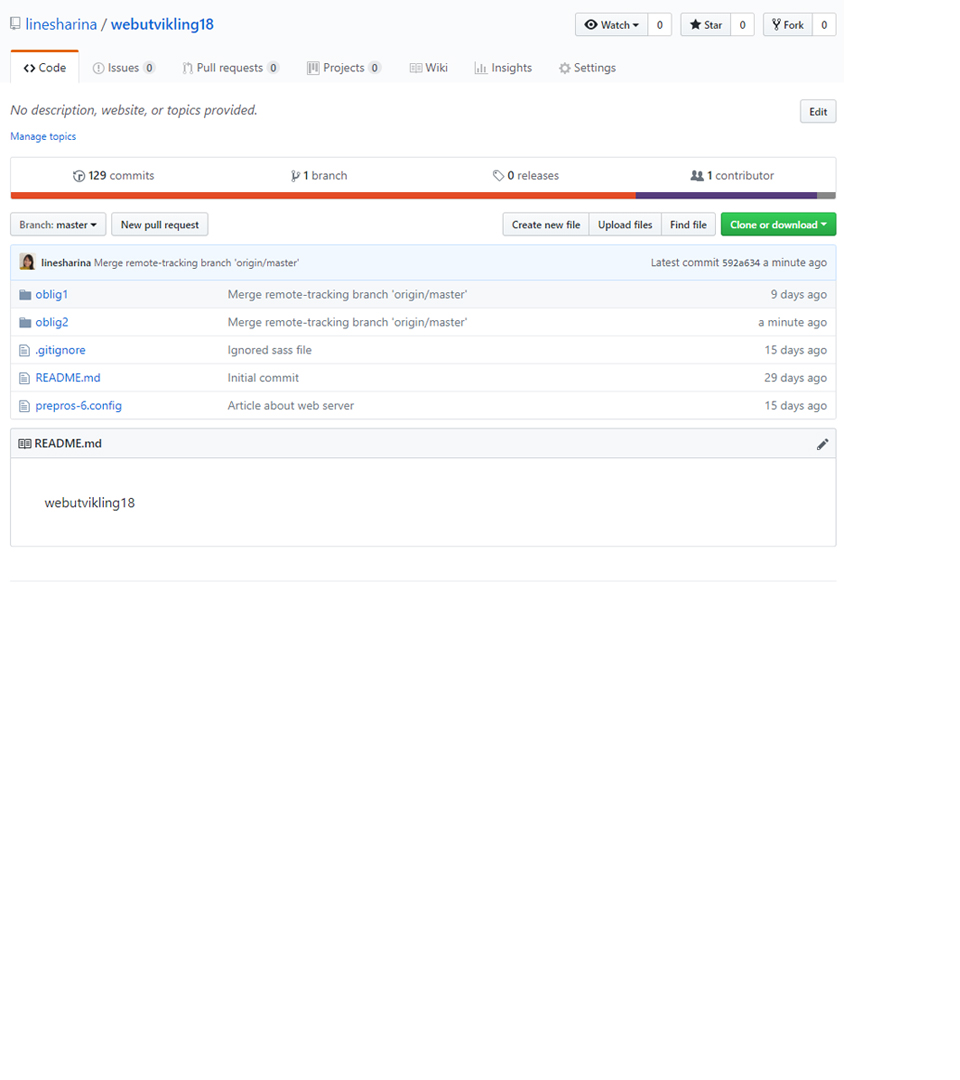 linesharina / webutvikling18 Watch 0 Star 0 Fork 0
Code Issues 0 Pull requests 0 Projects 0 Wiki Insights Settings
No description, website, or topics provided. Edit
Manage topics
129 commits 1 branch 0 releases 1 contributor
Branch: master New pull request Create new file Upload files Find file Clone or download
linesharina Merge remote-tracking branch 'origin/master' Latest commit 592a634 a minute ago
oblig1 Merge remote-tracking branch 'origin/master' 9 days ago
oblig2 Merge remote-tracking branch 'origin/master' a minute ago
.gitignore Ignored sass file 15 days ago
README.md Initial commit 29 days ago
prepros-6.config Article about web server 15 days ago
README.md
webutvikling18